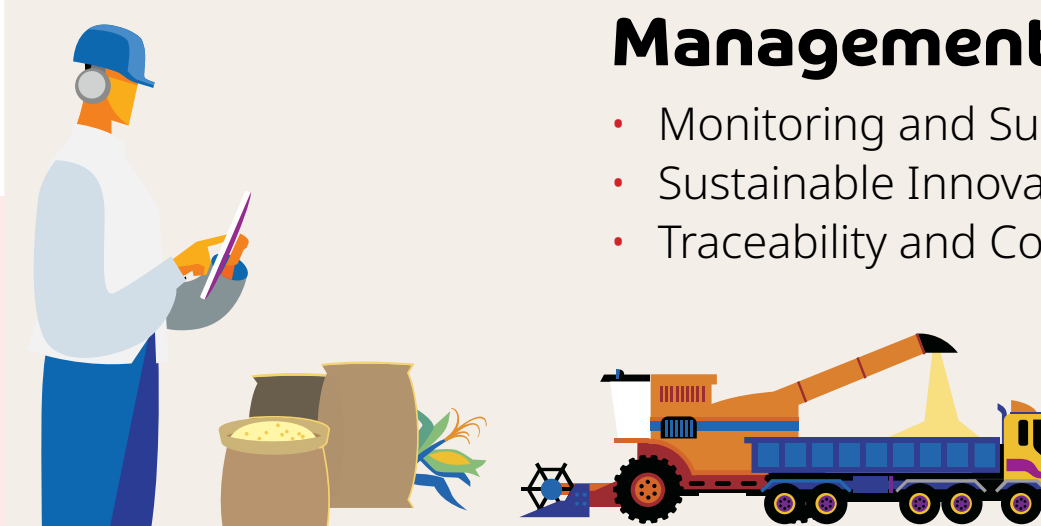 Management
• Monitoring and Su
• Sustainable Innova
• Traceability and Co